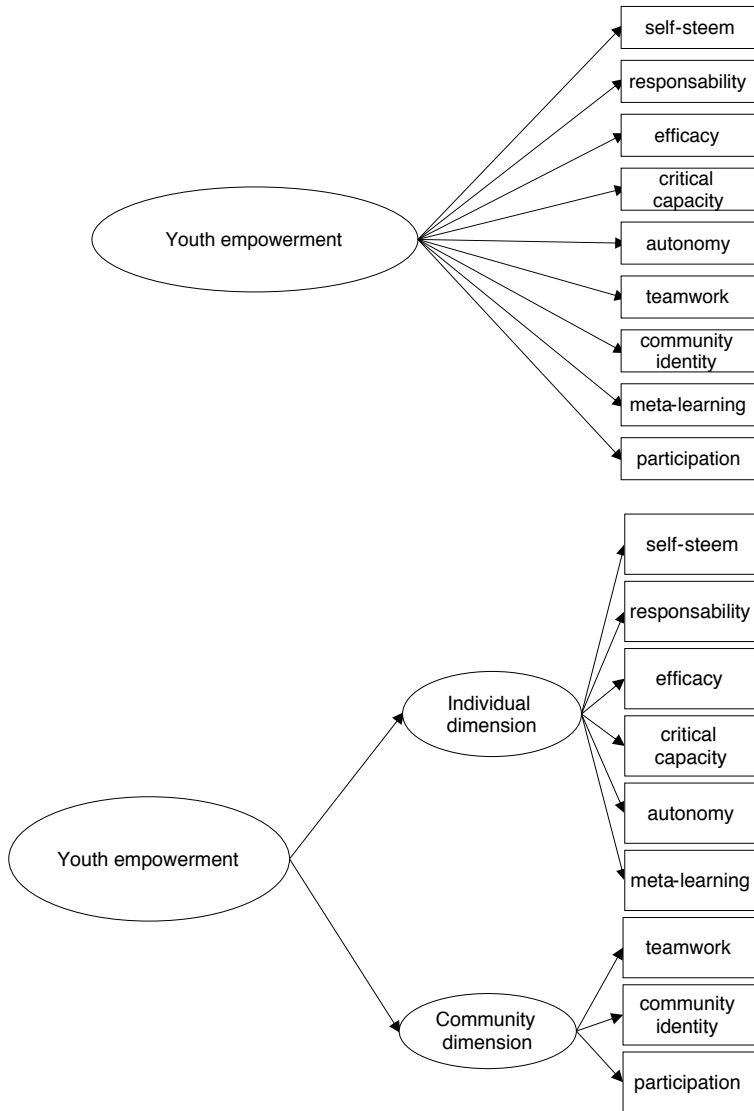 self-steem
responsability
efficacy
critical
capacity
Youth empowerment
autonomy
teamwork
community
identity
meta-learning
participation
self-steem
responsability
efficacy
Individual
dimension
critical
capacity
autonomy
Youth empowerment
meta-learning
teamwork
Community
dimension
community
identity
participation